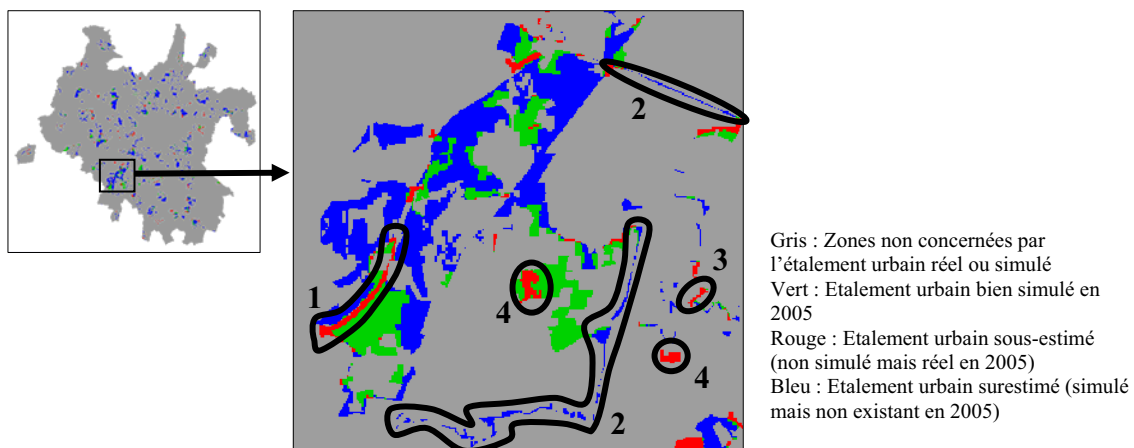 2
1
3
4
4
2
Gris : Zones non concernées par
l’étalement urbain réel ou simulé
Vert : Etalement urbain bien simulé en
2005
Rouge : Etalement urbain sous-estimé
(non simulé mais réel en 2005)
Bleu : Etalement urbain surestimé (simulé
mais non existant en 2005)